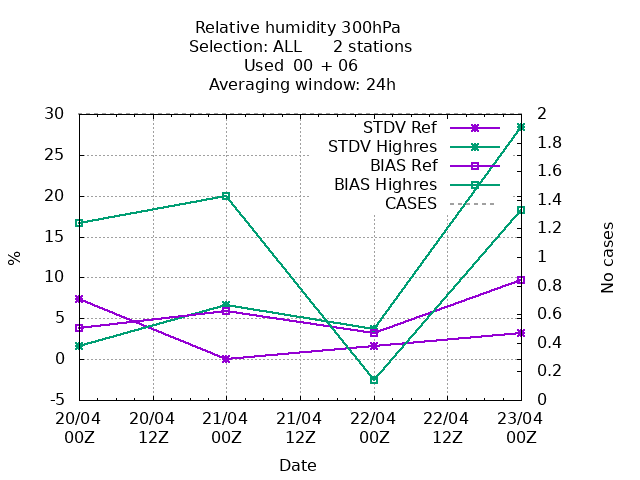 Relative humidity 300hPa
Selection: ALL 2 stations
Used 00 + 06
Averaging window: 24h
30
25
20
15
10
5
0
-5
%
STDV Ref
STDV Highres
BIAS Ref
BIAS Highres
CASES
2
1.8
1.6
1.4
1.2
1
0.8
0.6
0.4
0.2
0
No cases
20/04 20/04 21/04 21/04 22/04 22/04 23/04
00Z 12Z 00Z 12Z 00Z 12Z 00Z
Date